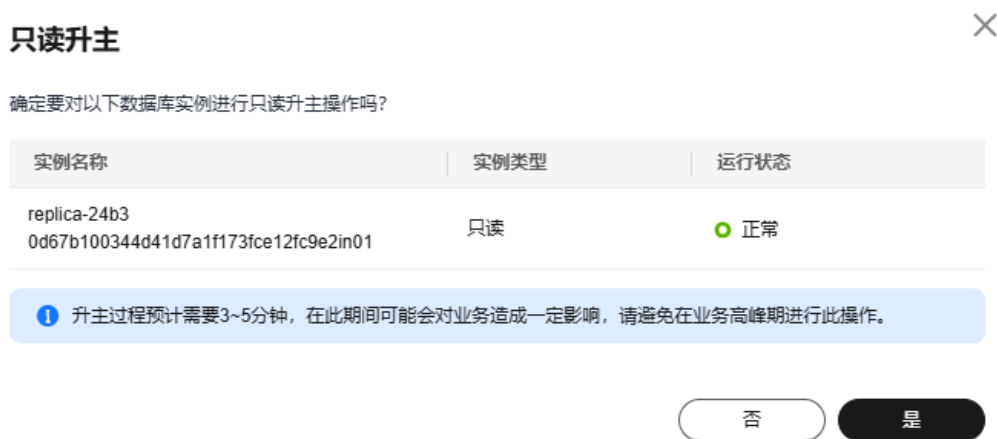 只读升主
确定要对以下数据库实例进行只读升主操作吗?
实例名称 实例类型 运行状态
replica-24b3
0d67b100344d41d7a1f173fce12fc9e2in01
只读 正常
升主过程预计需要3~5分钟，在此期间可能会对业务造成一定影响，请避免在业务高峰期进行此操作。
否 是